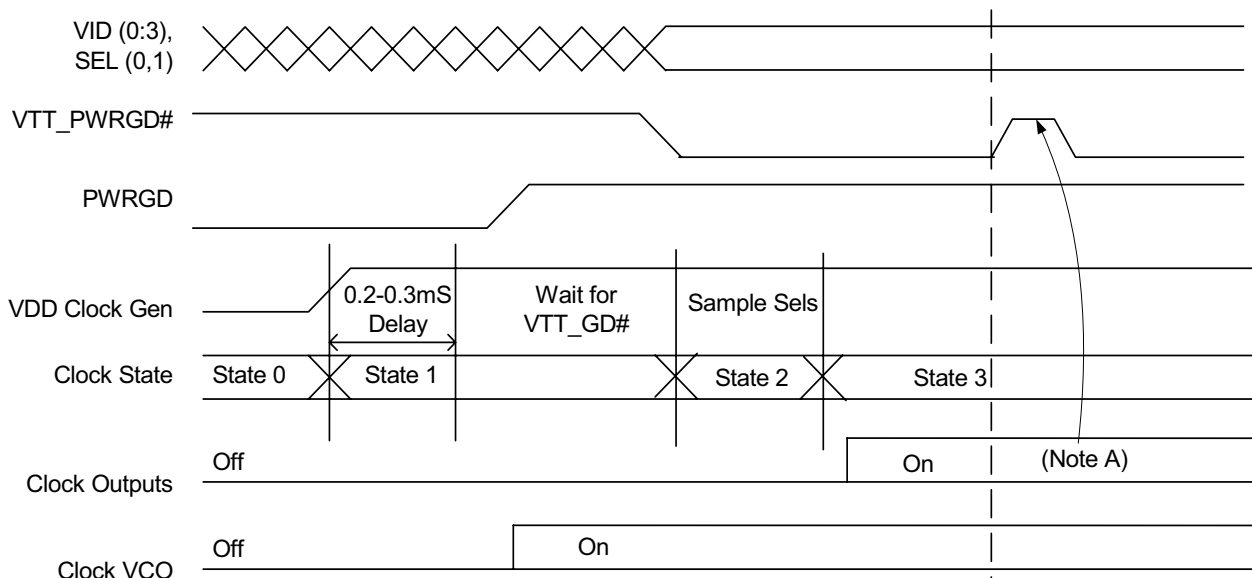 VID (0:3),
SEL (0,1)
VTT_PWRGD#
PWRGD
VDD Clock Gen
0.2-0.3mS
Delay
Wait for
VTT_GD#
Sample Sels
Clock State
State 0
State 1
State 2
State 3
Clock Outputs
Off
On
(Note A)
Clock VCO
Off
On